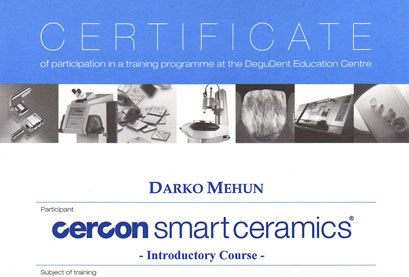 CERTIFICATE
of participation in a training programme at the DeguDent Education Centre
DARKO MEHUN
Participant
cercon smart ceramics®
- Introductory Course -
Subject of training